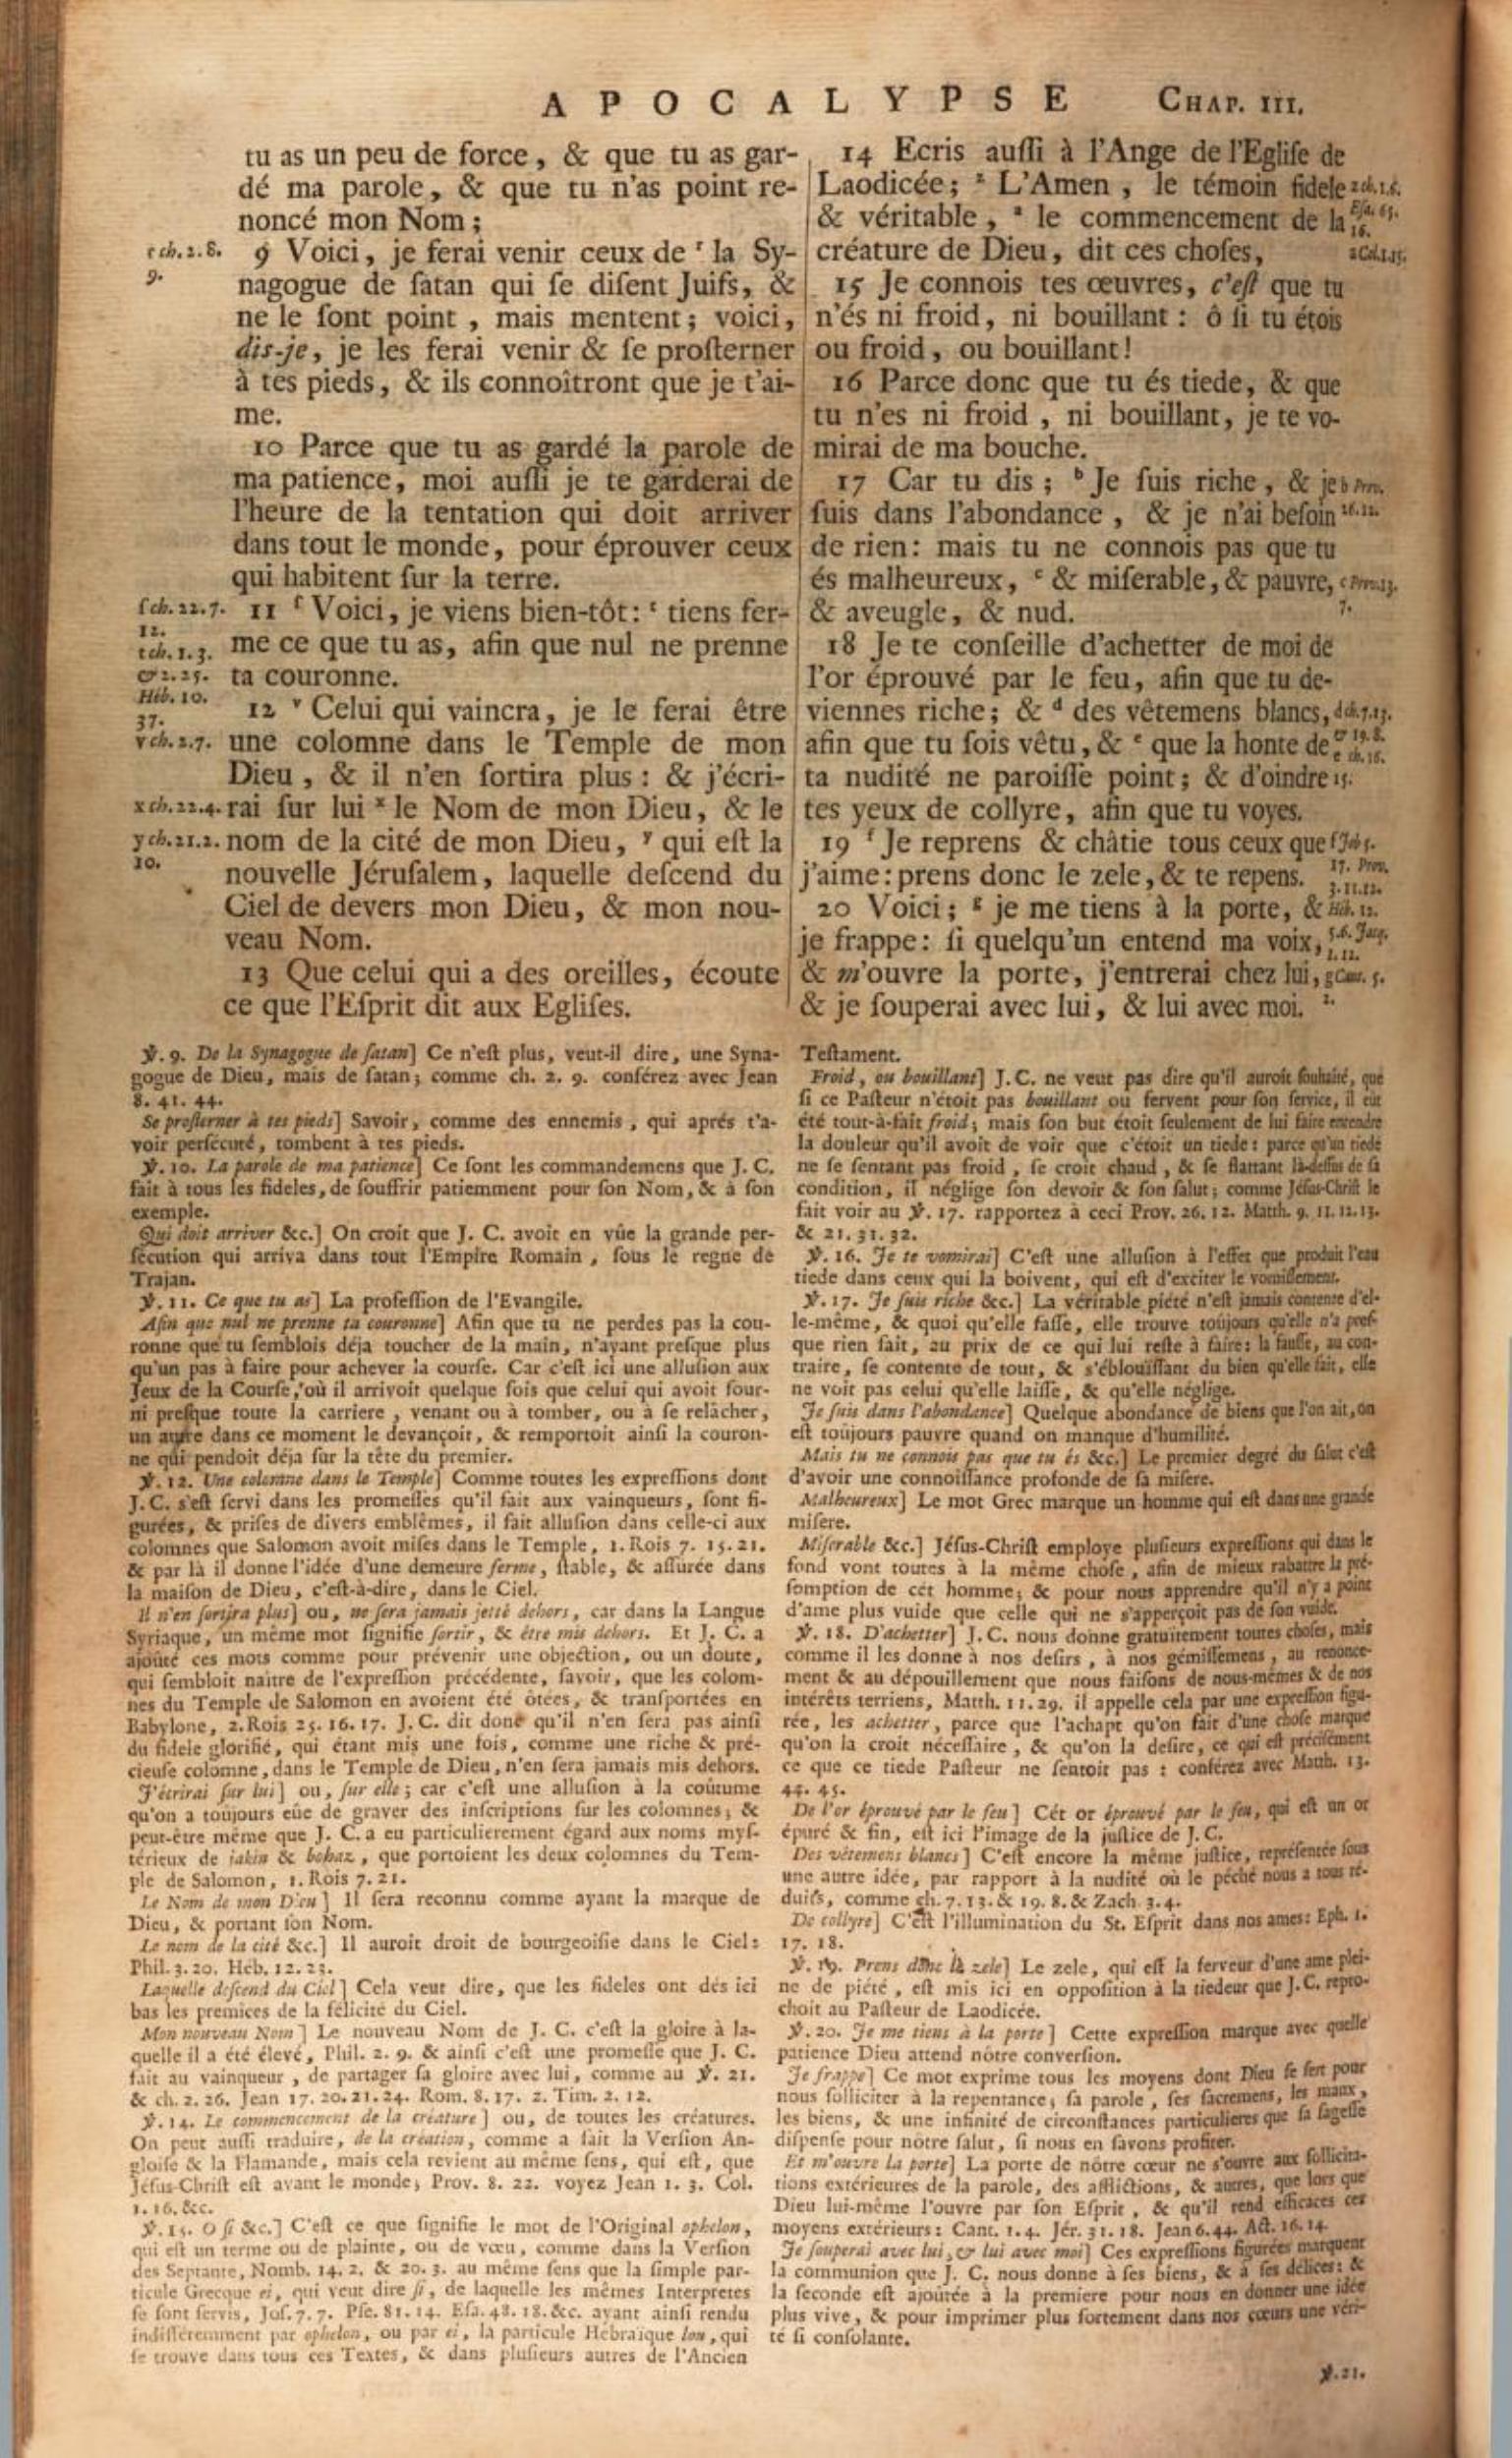 APOCALYPSE CHAP. III.
tu as un peu de force, & que tu as gar-
dé ma parole, & que tu n'as point re-
noncé mon Nom;
9 Voici, je ferai venir ceux de r la Sy-
nagogue de ſatan qui ſe diſent Juifs, &
ne le ſont point, mais mentent; voici,
dis-je, je les ferai venir & ſe proſterner
à tes pieds, & ils connoîtront que je t'ai-
me.
10 Parce que tu as gardé la parole de
ma patience, moi auſſi je te garderai de
l'heure de la tentation qui doit arriver
dans tout le monde, pour éprouver ceux
qui habitent ſur la terre.
11 ſ Voici, je viens bien-tôt: t tiens fer-
me ce que tu as, afin que nul ne prenne
ta couronne.
12 v Celui qui vaincra, je le ferai être
une colomne dans le Temple de mon
Dieu, & il n'en ſortira plus: & j'écri-
rai ſur lui x le Nom de mon Dieu, & le
nom de la cité de mon Dieu, y qui eſt la
nouvelle Jéruſalem, laquelle deſcend du
Ciel de devers mon Dieu, & mon nou-
veau Nom.
13 Que celui qui a des oreilles, écoute
ce que l'Eſprit dit aux Egliſes.
r ch. 2. 8.
9.
ſ ch. 22. 7.
12.
t ch. 1. 3.
& 2. 25.
Héb. 10.
37.
v ch. 2. 7.
x ch. 22. 4.
y ch. 21. 2.
10.
14 Ecris auſſi à l'Ange de l'Egliſe de
Laodicée; z L'Amen, le témoin fidele
& véritable, a le commencement de la
créature de Dieu, dit ces choſes,
15 Je connois tes œuvres, c'eſt que tu
n'és ni froid, ni bouillant: ô ſi tu étois
ou froid, ou bouillant!
16 Parce donc que tu és tiede, & que
tu n'es ni froid, ni bouillant, je te vo-
mirai de ma bouche.
17 Car tu dis; b Je ſuis riche, & je
ſuis dans l'abondance, & je n'ai beſoin
de rien: mais tu ne connois pas que tu
és malheureux, c & miſerable, & pauvre,
& aveugle, & nud.
18 Je te conſeille d'achetter de moi de
l'or éprouvé par le feu, afin que tu de-
viennes riche; & d des vêtemens blancs,
afin que tu ſois vêtu, & e que la honte de
ta nudité ne paroiſſe point; & d'oindre
tes yeux de collyre, afin que tu voyes.
19 f Je reprens & châtie tous ceux que
j'aime: prens donc le zele, & te repens.
20 Voici; g je me tiens à la porte, &
je frappe: ſi quelqu'un entend ma voix,
& m'ouvre la porte, j'entrerai chez lui,
& je ſouperai avec lui, & lui avec moi.
z ch. 1. 6.
Eſa. 65.
16.
a Col. 1. 15.
b Prov.
26. 12.
c Prov. 13.
7.
d ch. 7. 13.
& 19. 8.
e ch. 16.
15.
f Job 5.
17. Prov.
3. 11. 12.
Héb. 12.
5. 6. Jacq.
1. 12.
g Cant. 5.
2.
℣. 9. De la Synagogue de ſatan] Ce n'eſt plus, veut-il dire, une Syna-
gogue de Dieu, mais de ſatan; comme ch. 2. 9. conférez avec Jean
8. 41. 44.
Se proſterner à tes pieds] Savoir, comme des ennemis, qui aprés t'a-
voir perſécuté, tombent à tes pieds.
℣. 10. La parole de ma patience] Ce ſont les commandemens que J. C.
fait à tous les fideles, de ſouffrir patiemment pour ſon Nom, & à ſon
exemple.
Qui doit arriver &c.] On croit que J. C. avoit en vûe la grande per-
ſécution qui arriva dans tout l'Empire Romain, ſous le regne de
Trajan.
℣. 11. Ce que tu as] La profeſſion de l'Evangile.
Afin que nul ne prenne ta couronne] Afin que tu ne perdes pas la cou-
ronne que tu ſemblois déja toucher de la main, n'ayant preſque plus
qu'un pas à faire pour achever la courſe. Car c'eſt ici une alluſion aux
Jeux de la Courſe, où il arrivoit quelque fois que celui qui avoit four-
ni preſque toute la carriere, venant ou à tomber, ou à ſe relâcher,
un autre dans ce moment le devançoit, & remportoit ainſi la couron-
ne qui pendoit déja ſur la tête du premier.
℣. 12. Une colomne dans le Temple] Comme toutes les expreſſions dont
J. C. s'eſt ſervi dans les promeſſes qu'il fait aux vainqueurs, ſont fi-
gurées, & priſes de divers emblêmes, il fait alluſion dans celle-ci aux
colomnes que Salomon avoit miſes dans le Temple, 1. Rois 7. 15. 21.
& par là il donne l'idée d'une demeure ferme, ſtable, & aſſurée dans
la maiſon de Dieu, c'eſt-à-dire, dans le Ciel.
Il n'en ſortira plus] ou, ne ſera jamais jetté dehors, car dans la Langue
Syriaque, un même mot ſignifie ſortir, & être mis dehors. Et J. C. a
ajoûté ces mots comme pour prévenir une objection, ou un doute,
qui ſembloit naître de l'expreſſion précédente, ſavoir, que les colom-
nes du Temple de Salomon en avoient été ôtées, & tranſportées en
Babylone, 2. Rois 25. 16. 17. J. C. dit donc qu'il n'en ſera pas ainſi
du fidele glorifié, qui étant mis une fois, comme une riche & pré-
cieuſe colomne, dans le Temple de Dieu, n'en ſera jamais mis dehors.
J'écrirai ſur lui] ou, ſur elle; car c'eſt une alluſion à la coûtume
qu'on a toûjours eûe de graver des inſcriptions ſur les colomnes; &
peut-être même que J. C. a eu particulierement égard aux noms myſ-
térieux de jakin & bohaz, que portoient les deux colomnes du Tem-
ple de Salomon, 1. Rois 7. 21.
Le Nom de mon Dieu] Il ſera reconnu comme ayant la marque de
Dieu, & portant ſon Nom.
Le nom de la cité &c.] Il auroit droit de bourgeoiſie dans le Ciel:
Phil. 3. 20. Héb. 12. 23.
Laquelle deſcend du Ciel] Cela veut dire, que les fideles ont dés ici
bas les premices de la félicité du Ciel.
Mon nouveau Nom] Le nouveau Nom de J. C. c'eſt la gloire à la-
quelle il a été élevé, Phil. 2. 9. & ainſi c'eſt une promeſſe que J. C.
fait au vainqueur, de partager ſa gloire avec lui, comme au ℣. 21.
& ch. 2. 26. Jean 17. 20. 21. 24. Rom. 8. 17. 2. Tim. 2. 12.
℣. 14. Le commencement de la créature] ou, de toutes les créatures.
On peut auſſi traduire, de la création, comme a fait la Verſion An-
gloiſe & la Flamande, mais cela revient au même ſens, qui eſt, que
Jéſus-Chriſt eſt avant le monde; Prov. 8. 22. voyez Jean 1. 3. Col.
1. 16. &c.
℣. 15. O ſi &c.] C'eſt ce que ſignifie le mot de l'Original ophelon,
qui eſt un terme ou de plainte, ou de vœu, comme dans la Verſion
des Septante, Nomb. 14. 2. & 20. 3. au même ſens que la ſimple par-
ticule Grecque ei, qui veut dire ſi, de laquelle les mêmes Interpretes
ſe ſont ſervis, Joſ. 7. 7. Pſe. 81. 14. Eſa. 48. 18. &c. ayant ainſi rendu
indifféremment par ophelon, ou par ei, la particule Hébraïque lou, qui
ſe trouve dans tous ces Textes, & dans pluſieurs autres de l'Ancien
Teſtament.
Froid, ou bouillant] J. C. ne veut pas dire qu'il auroit ſouhaité, que
ſi ce Paſteur n'étoit pas bouillant ou fervent pour ſon ſervice, il eût
été tout-à-fait froid; mais ſon but étoit ſeulement de lui faire entendre
la douleur qu'il avoit de voir que c'étoit un tiede: parce qu'un tiede
ne ſe ſentant pas froid, ſe croit chaud, & ſe flattant là-deſſus de ſa
condition, il néglige ſon devoir & ſon ſalut; comme Jéſus-Chriſt le
fait voir au ℣. 17. rapportez à ceci Prov. 26. 12. Matth. 9. 11. 12. 13.
& 21. 31. 32.
℣. 16. Je te vomirai] C'eſt une alluſion à l'effet que produit l'eau
tiede dans ceux qui la boivent, qui eſt d'exciter le vomiſſement.
℣. 17. Je ſuis riche &c.] La véritable piété n'eſt jamais contente d'el-
le-même, & quoi qu'elle faſſe, elle trouve toûjours qu'elle n'a preſ-
que rien fait, au prix de ce qui lui reſte à faire: la fauſſe, au con-
traire, ſe contente de tout, & s'éblouïſſant du bien qu'elle fait, elle
ne voit pas celui qu'elle laiſſe, & qu'elle néglige.
Je ſuis dans l'abondance] Quelque abondance de biens que l'on ait, on
eſt toûjours pauvre quand on manque d'humilité.
Mais tu ne connois pas que tu és &c.] Le premier degré du ſalut c'eſt
d'avoir une connoiſſance profonde de ſa miſere.
Malheureux] Le mot Grec marque un homme qui eſt dans une grande
miſere.
Miſerable &c.] Jéſus-Chriſt employe pluſieurs expreſſions qui dans le
fond vont toutes à la même choſe, afin de mieux rabattre la pré-
ſomption de cét homme; & pour nous apprendre qu'il n'y a point
d'ame plus vuide que celle qui ne s'apperçoit pas de ſon vuide.
℣. 18. D'achetter] J. C. nous donne gratuitement toutes choſes, mais
comme il les donne à nos deſirs, à nos gémiſſemens, au renonce-
ment & au dépouillement que nous faiſons de nous-mêmes & de nos
intérêts terriens, Matth. 11. 29. il appelle cela par une expreſſion figu-
rée, les achetter, parce que l'achapt qu'on fait d'une choſe marque
qu'on la croit néceſſaire, & qu'on la deſire, ce qui eſt préciſément
ce que ce tiede Paſteur ne ſentoit pas: conférez avec Matth. 13.
44. 45.
De l'or éprouvé par le feu] Cét or éprouvé par le feu, qui eſt un or
épuré & fin, eſt ici l'image de la juſtice de J. C.
Des vêtemens blancs] C'eſt encore la même juſtice, repréſentée ſous
une autre idée, par rapport à la nudité où le péché nous a tous ré-
duits, comme ch. 7. 13. & 19. 8. & Zach. 3. 4.
De collyre] C'eſt l'illumination du St. Eſprit dans nos ames: Eph. 1.
17. 18.
℣. 19. Prens donc le zele] Le zele, qui eſt la ferveur d'une ame plei-
ne de piété, eſt mis ici en oppoſition à la tiedeur que J. C. repro-
choit au Paſteur de Laodicée.
℣. 20. Je me tiens à la porte] Cette expreſſion marque avec quelle
patience Dieu attend nôtre converſion.
Je frappe] Ce mot exprime tous les moyens dont Dieu ſe ſert pour
nous ſolliciter à la repentance; ſa parole, ſes ſacremens, les maux,
les biens, & une infinité de circonſtances particulieres que ſa ſageſſe
diſpenſe pour nôtre ſalut, ſi nous en ſavons profiter.
Et m'ouvre la porte] La porte de nôtre cœur ne s'ouvre aux ſollicita-
tions extérieures de la parole, des afflictions, & autres, que lors que
Dieu lui-même l'ouvre par ſon Eſprit, & qu'il rend efficaces ces
moyens extérieurs: Cant. 1. 4. Jér. 31. 18. Jean 6. 44. Act. 16. 14.
Je ſouperai avec lui, & lui avec moi] Ces expreſſions figurées marquent
la communion que J. C. nous donne à ſes biens, & à ſes délices: &
la ſeconde eſt ajoûtée à la premiere pour nous en donner une idée
plus vive, & pour imprimer plus fortement dans nos cœurs une véri-
té ſi conſolante.
℣. 21.